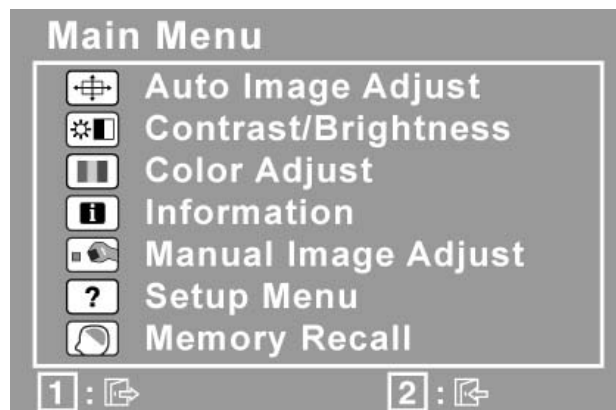 Main Menu
Auto Image Adjust
Contrast/Brightness
Color Adjust
i Information
Manual Image Adjust
? Setup Menu
Memory Recall
1 : 2 :